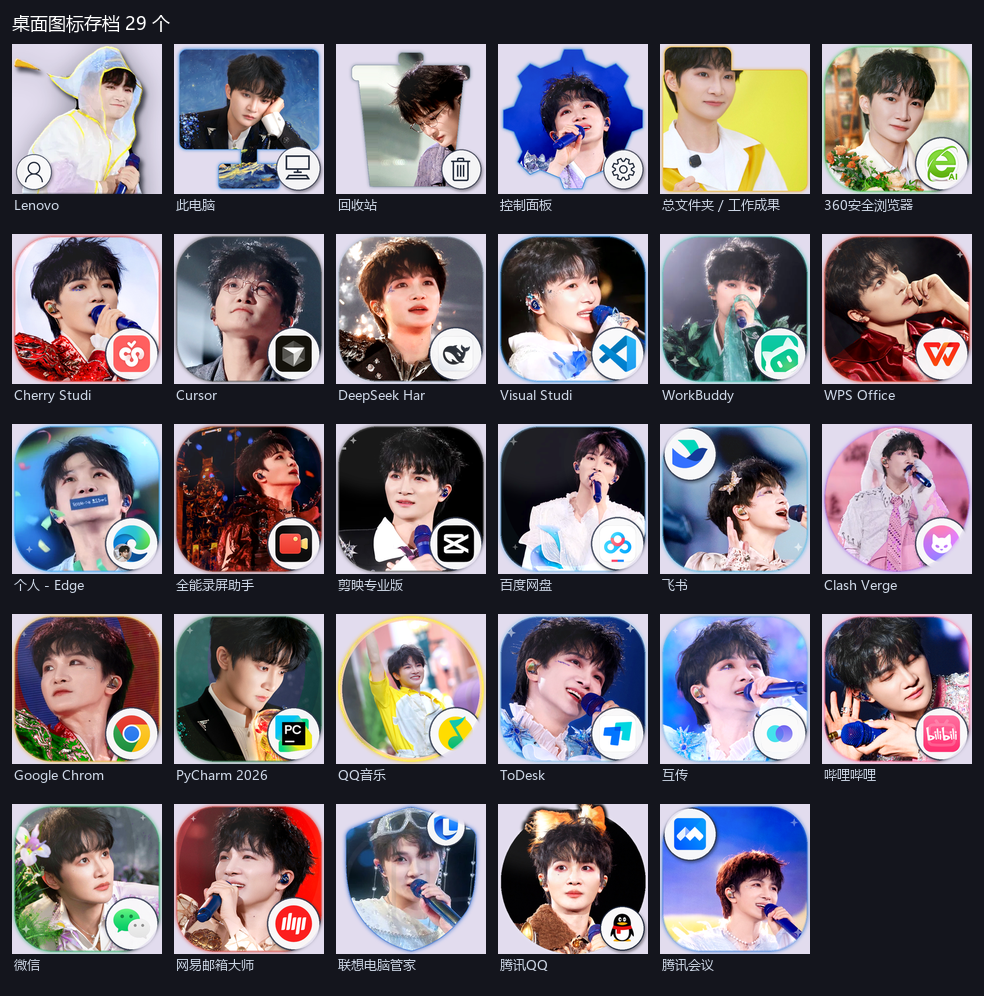 桌面图标存档 29 个
Lenovo
此电脑
回收站
控制面板
总文件夹 / 工作成果
AI
360安全浏览器
Cherry Studi
Cursor
DeepSeek Har
Visual Studi
WorkBuddy
WPS Office
个人 - Edge
全能录屏助手
剪映专业版
百度网盘
飞书
Clash Verge
Google Chrom
PC
PyCharm 2026
QQ音乐
ToDesk
互传
bilibili
哔哩哔哩
微信
网易邮箱大师
联想电脑管家
腾讯QQ
腾讯会议